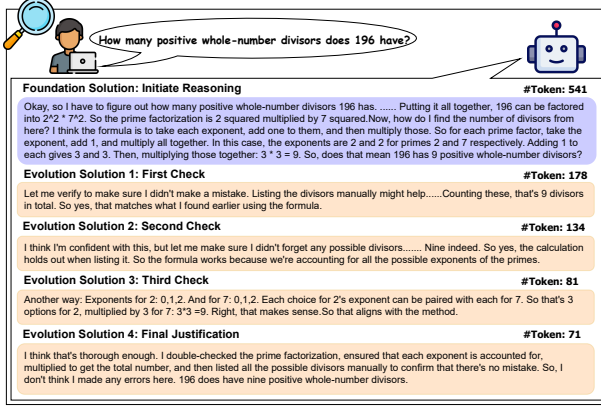 How many positive whole-number divisors does 196 have?
Foundation Solution: Initiate Reasoning #Token: 541
Okay, so I have to figure out how many positive whole-number divisors 196 has. ...... Putting it all together, 196 can be factored
into 2^2 * 7^2. So the prime factorization is 2 squared multiplied by 7 squared.Now, how do I find the number of divisors from
here? I think the formula is to take each exponent, add one to them, and then multiply those. So for each prime factor, take the
exponent, add 1, and multiply all together. In this case, the exponents are 2 and 2 for primes 2 and 7 respectively. Adding 1 to
each gives 3 and 3. Then, multiplying those together: 3 * 3 = 9. So, does that mean 196 has 9 positive whole-number divisors?
Evolution Solution 1: First Check #Token: 178
Let me verify to make sure I didn't make a mistake. Listing the divisors manually might help......Counting these, that's 9 divisors
in total. So yes, that matches what I found earlier using the formula.
Evolution Solution 2: Second Check #Token: 134
I think I'm confident with this, but let me make sure I didn't forget any possible divisors....... Nine indeed. So yes, the calculation
holds out when listing it. So the formula works because we're accounting for all the possible exponents of the primes.
Evolution Solution 3: Third Check #Token: 81
Another way: Exponents for 2: 0,1,2. And for 7: 0,1,2. Each choice for 2's exponent can be paired with each for 7. So that's 3
options for 2, multiplied by 3 for 7: 3*3 =9. Right, that makes sense.So that aligns with the method.
Evolution Solution 4: Final Justification #Token: 71
I think that's thorough enough. I double-checked the prime factorization, ensured that each exponent is accounted for,
multiplied to get the total number, and then listed all the possible divisors manually to confirm that there's no mistake. So, I
don't think I made any errors here. 196 does have nine positive whole-number divisors.